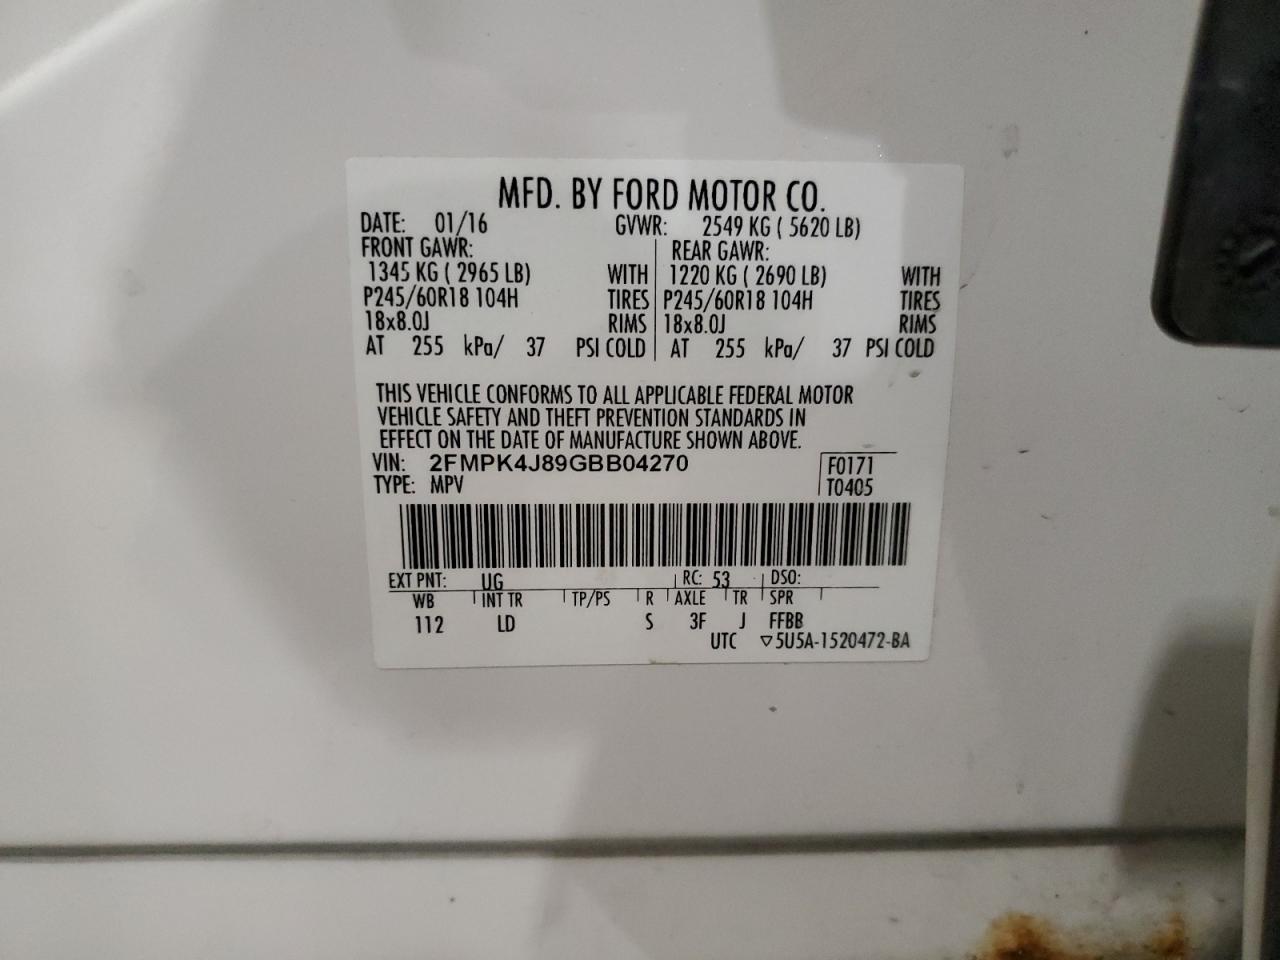 MFD. BY FORD MOTOR CO.
DATE: 01/16 GVWR: 2549 KG ( 5620 LB)
FRONT GAWR: REAR GAWR:
1345 KG ( 2965 LB) WITH 1220 KG ( 2690 LB) WITH
P245/60R18 104H TIRES P245/60R18 104H TIRES
18x8.0J RIMS 18x8.0J RIMS
AT 255 kPa/ 37 PSI COLD AT 255 kPa/ 37 PSI COLD
THIS VEHICLE CONFORMS TO ALL APPLICABLE FEDERAL MOTOR
VEHICLE SAFETY AND THEFT PREVENTION STANDARDS IN
EFFECT ON THE DATE OF MANUFACTURE SHOWN ABOVE.
VIN: 2FMPK4J89GBB04270 F0171
TYPE: MPV T0405
EXT PNT: UG RC: 53 DSO:
WB INT TR TP/PS R AXLE TR SPR
112 LD S 3F J FFBB
UTC ▽5U5A-1520472-BA